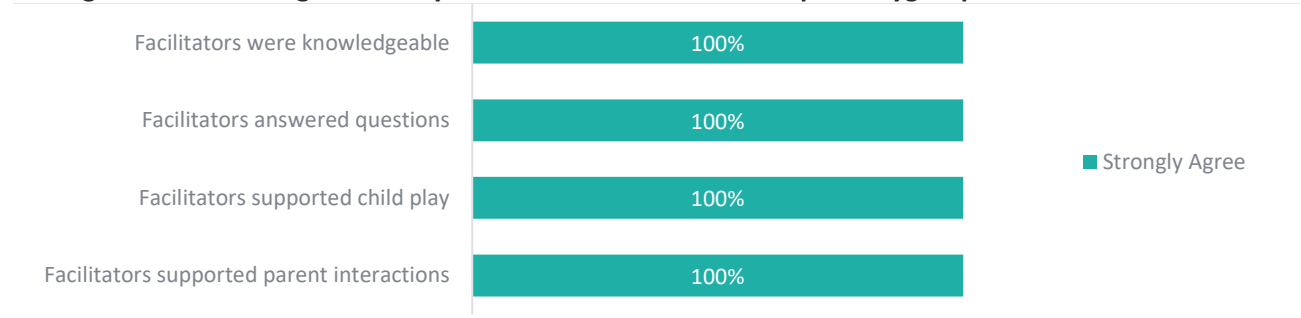 Facilitators were knowledgeable 100%
Facilitators answered questions 100%
Strongly Agree
Facilitators supported child play 100%
Facilitators supported parent interactions 100%